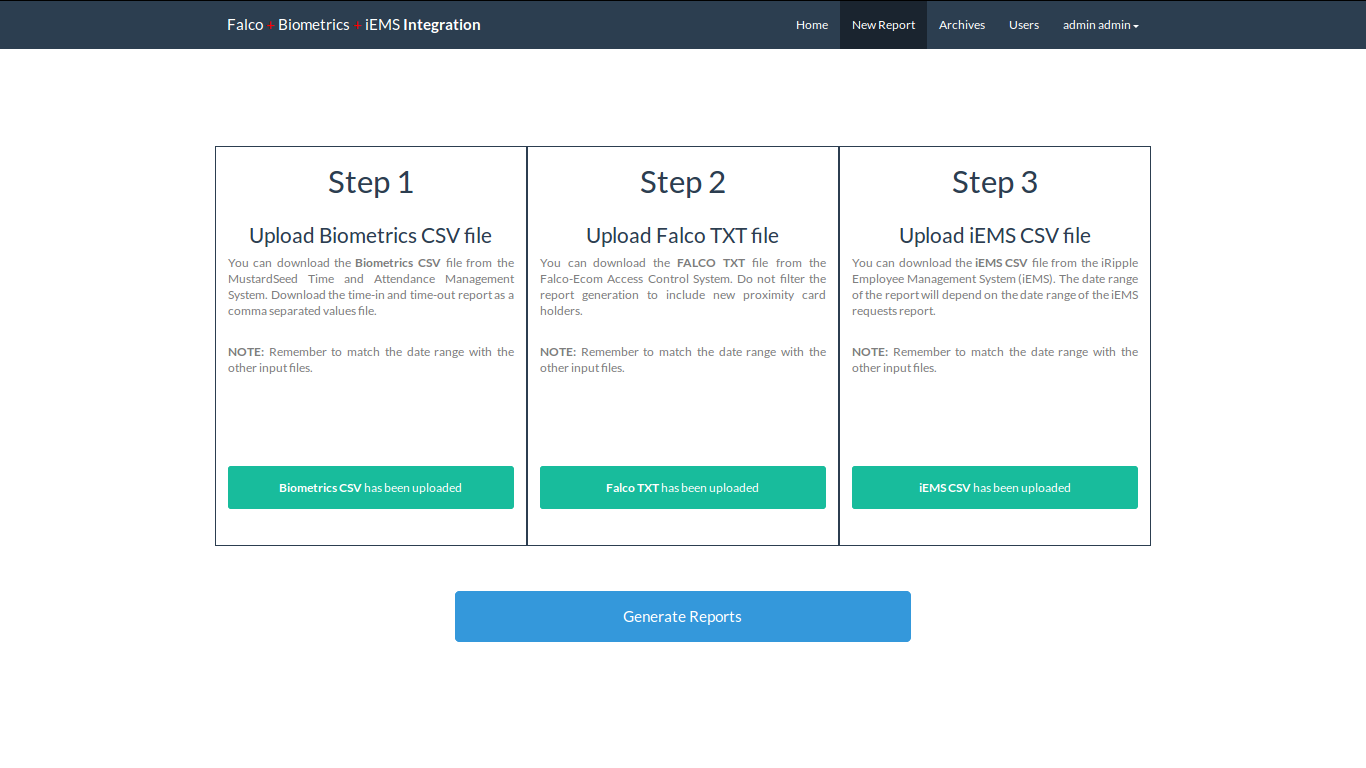 Falco + Biometrics + iEMS Integration
Home New Report Archives Users admin admin
Step 1
Upload Biometrics CSV file
You can download the Biometrics CSV file from the
MustardSeed Time and Attendance Management
System. Download the time-in and time-out report as a
comma separated values file.
NOTE: Remember to match the date range with the
other input files.
Biometrics CSV has been uploaded
Step 2
Upload Falco TXT file
You can download the FALCO TXT file from the
Falco-Ecom Access Control System. Do not filter the
report generation to include new proximity card
holders.
NOTE: Remember to match the date range with the
other input files.
Falco TXT has been uploaded
Step 3
Upload iEMS CSV file
You can download the iEMS CSV file from the iRipple
Employee Management System (iEMS). The date range
of the report will depend on the date range of the iEMS
requests report.
NOTE: Remember to match the date range with the
other input files.
iEMS CSV has been uploaded
Generate Reports